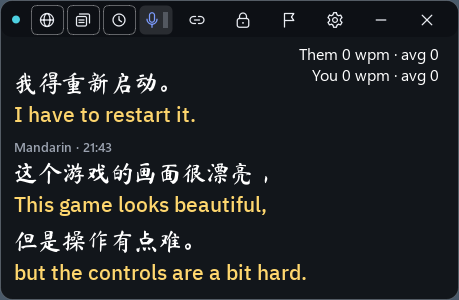 Them 0 wpm · avg 0
You 0 wpm · avg 0
我得重新启动。
I have to restart it.
Mandarin · 21:43
这个游戏的画面很漂亮，
This game looks beautiful,
但是操作有点难。
but the controls are a bit hard.